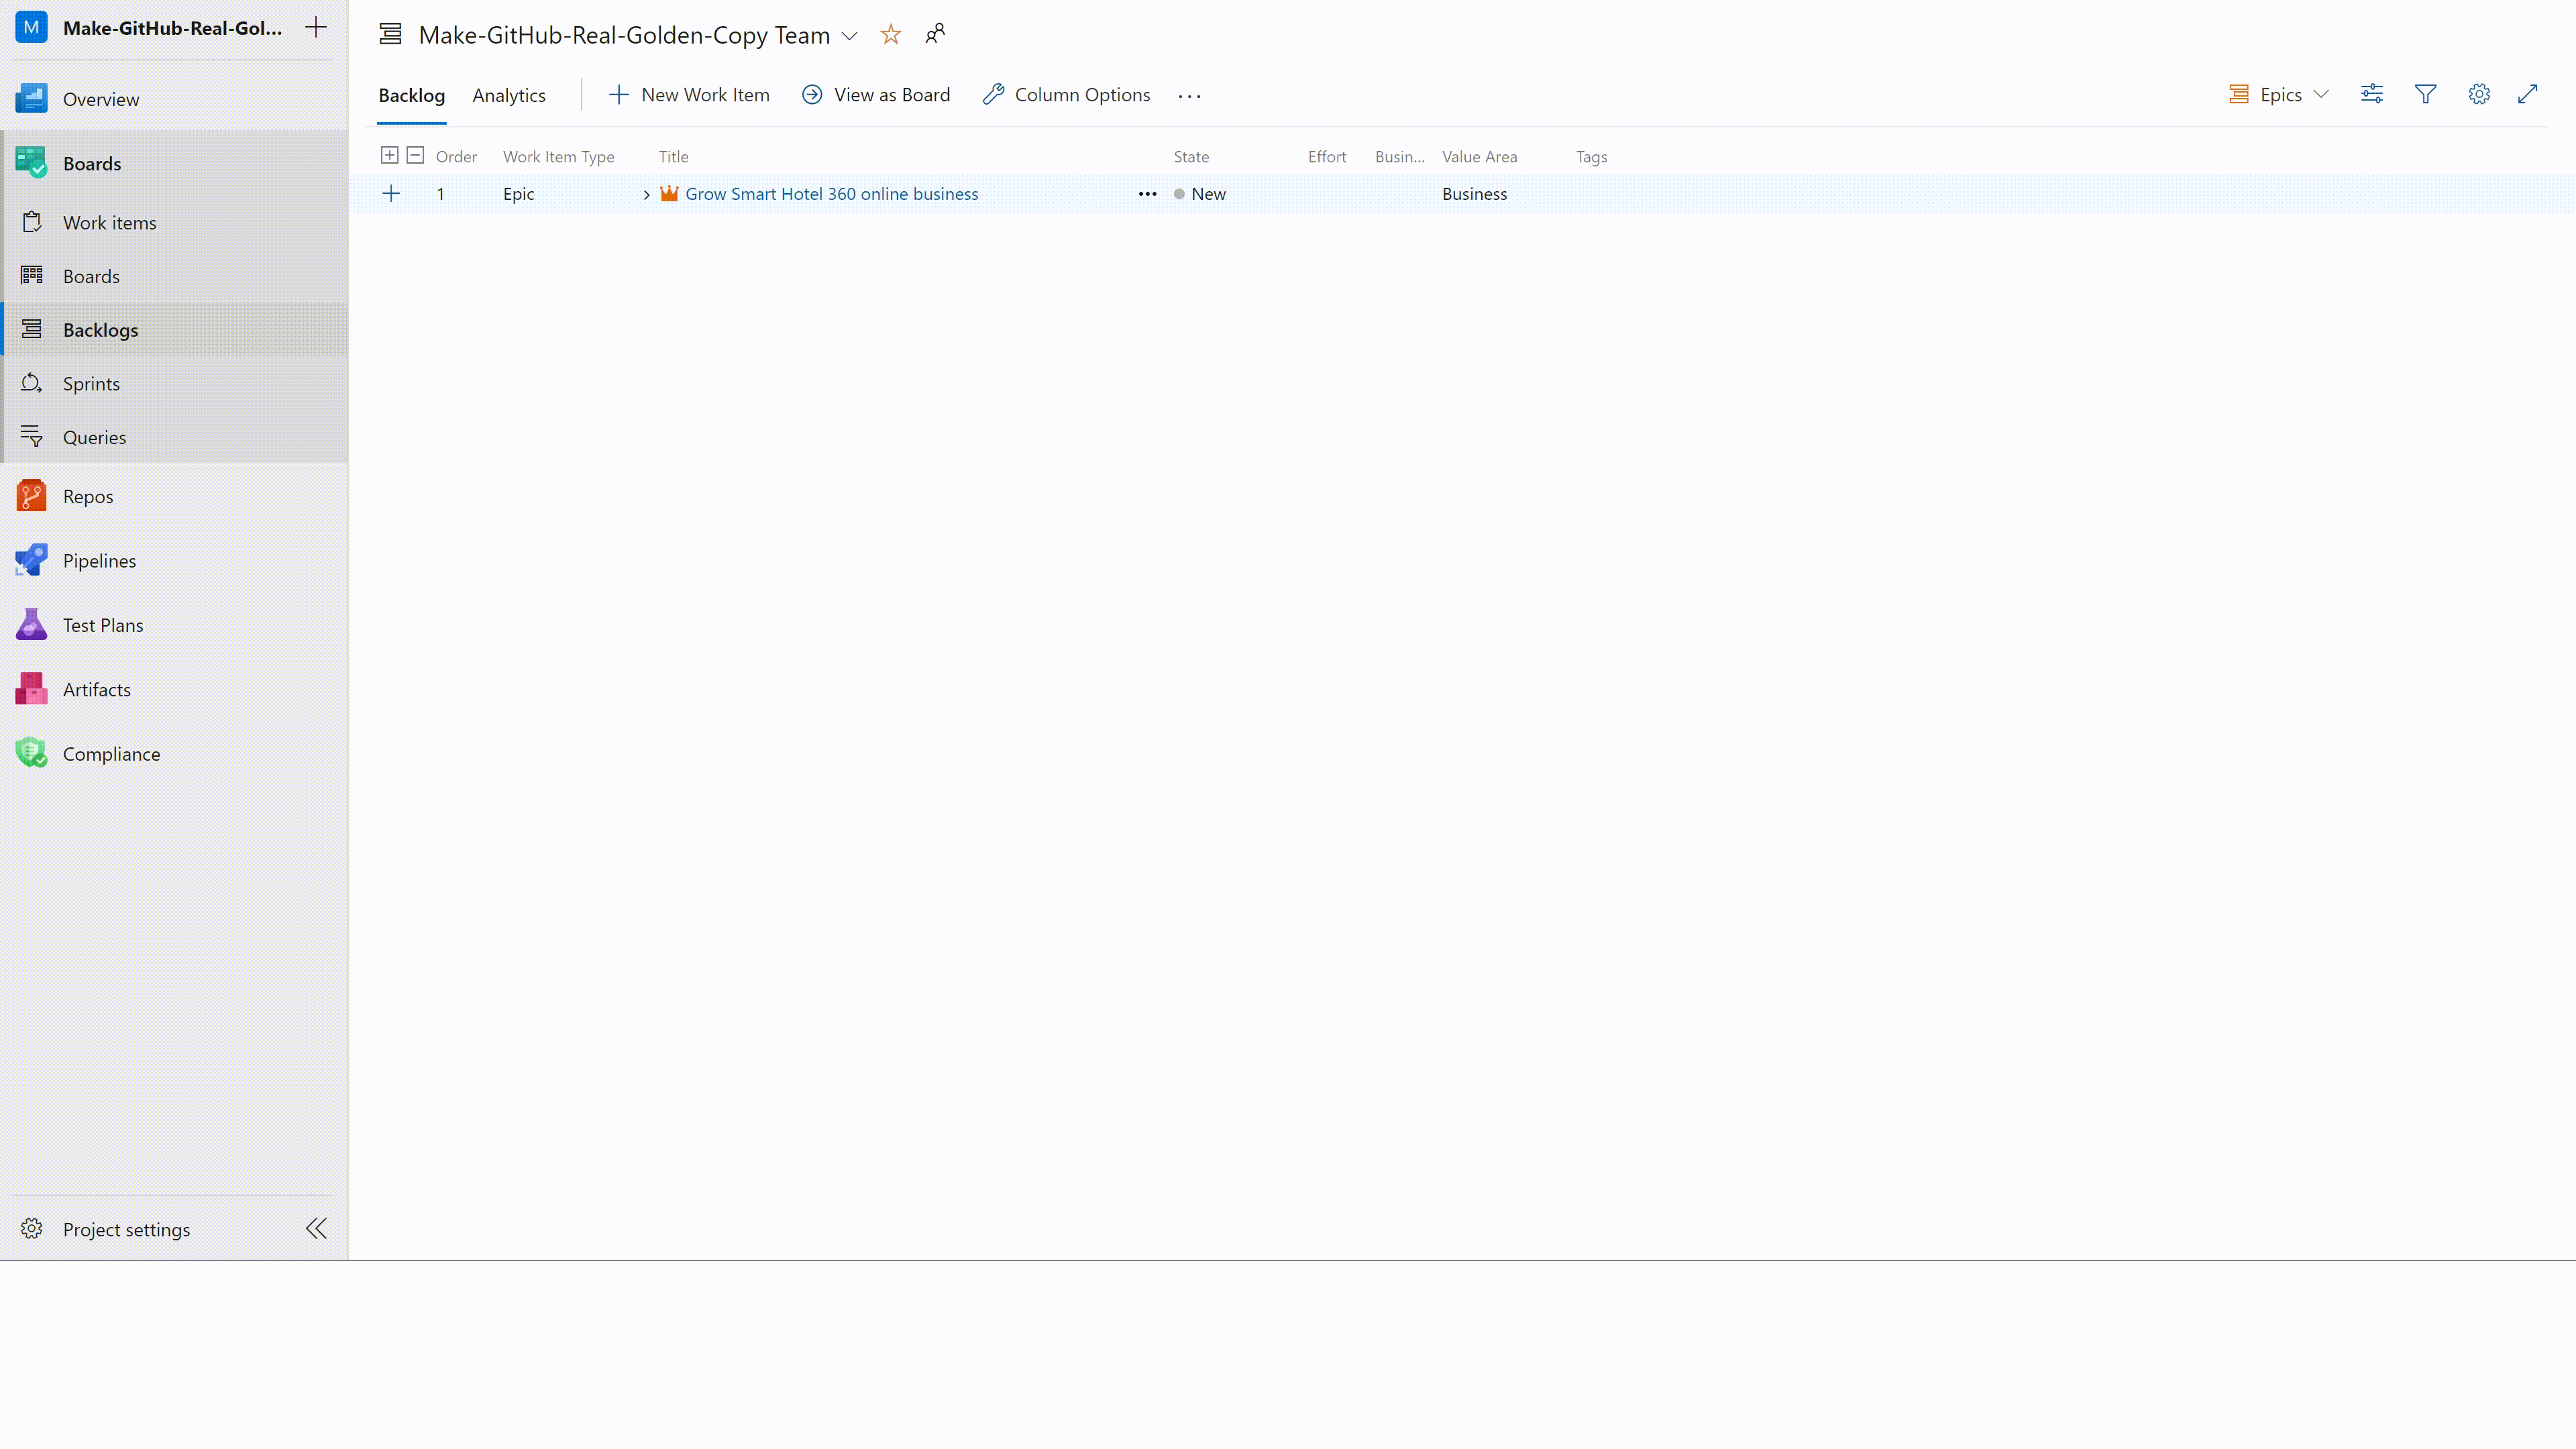 M Make-GitHub-Real-Gol...
Overview
Boards
Work items
Boards
Backlogs
Sprints
Queries
Repos
Pipelines
Test Plans
Artifacts
Compliance
Project settings
Make-GitHub-Real-Golden-Copy Team
Backlog Analytics New Work Item View as Board Column Options ... Epics
Order Work Item Type Title State Effort Busin... Value Area Tags
1 Epic Grow Smart Hotel 360 online business ... New Business